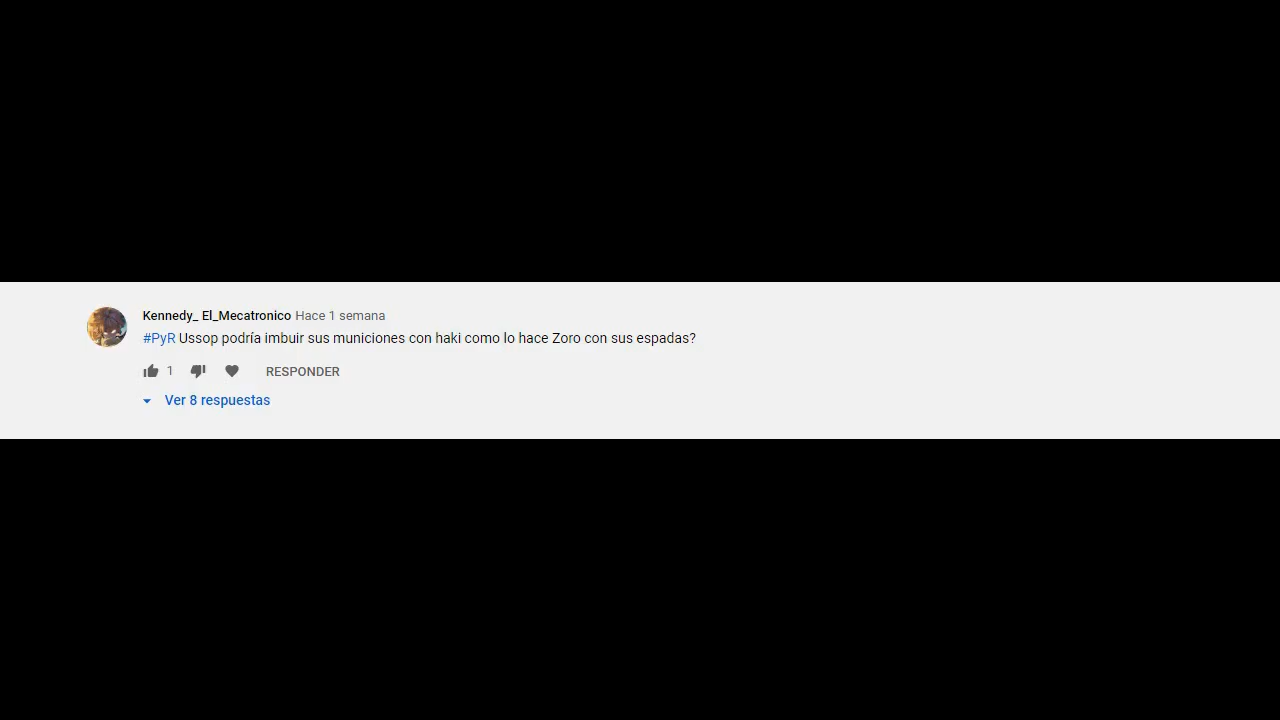 Kennedy_ El_Mecatronico Hace 1 semana
#PyR Ussop podría imbuir sus municiones con haki como lo hace Zoro con sus espadas?
1 RESPONDER
Ver 8 respuestas